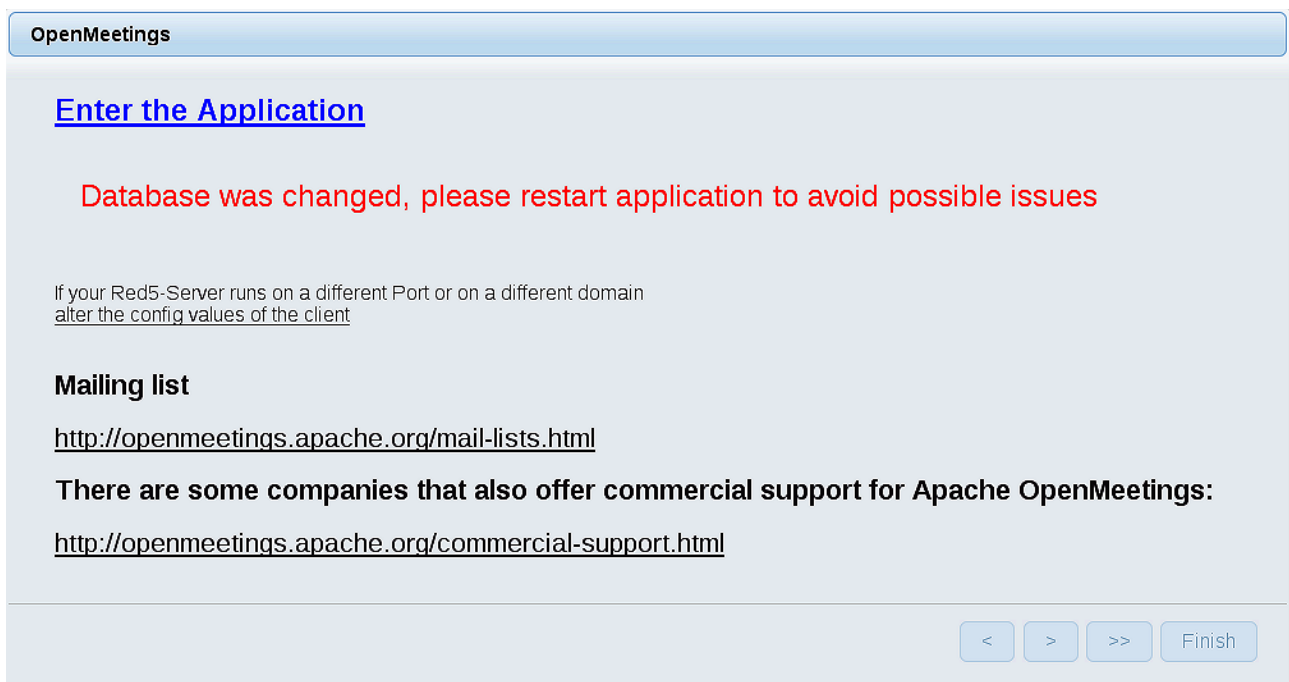 OpenMeetings
Enter the Application
Database was changed, please restart application to avoid possible issues
If your Red5-Server runs on a different Port or on a different domain
alter the config values of the client
Mailing list
http://openmeetings.apache.org/mail-lists.html
There are some companies that also offer commercial support for Apache OpenMeetings:
http://openmeetings.apache.org/commercial-support.html
< > >> Finish